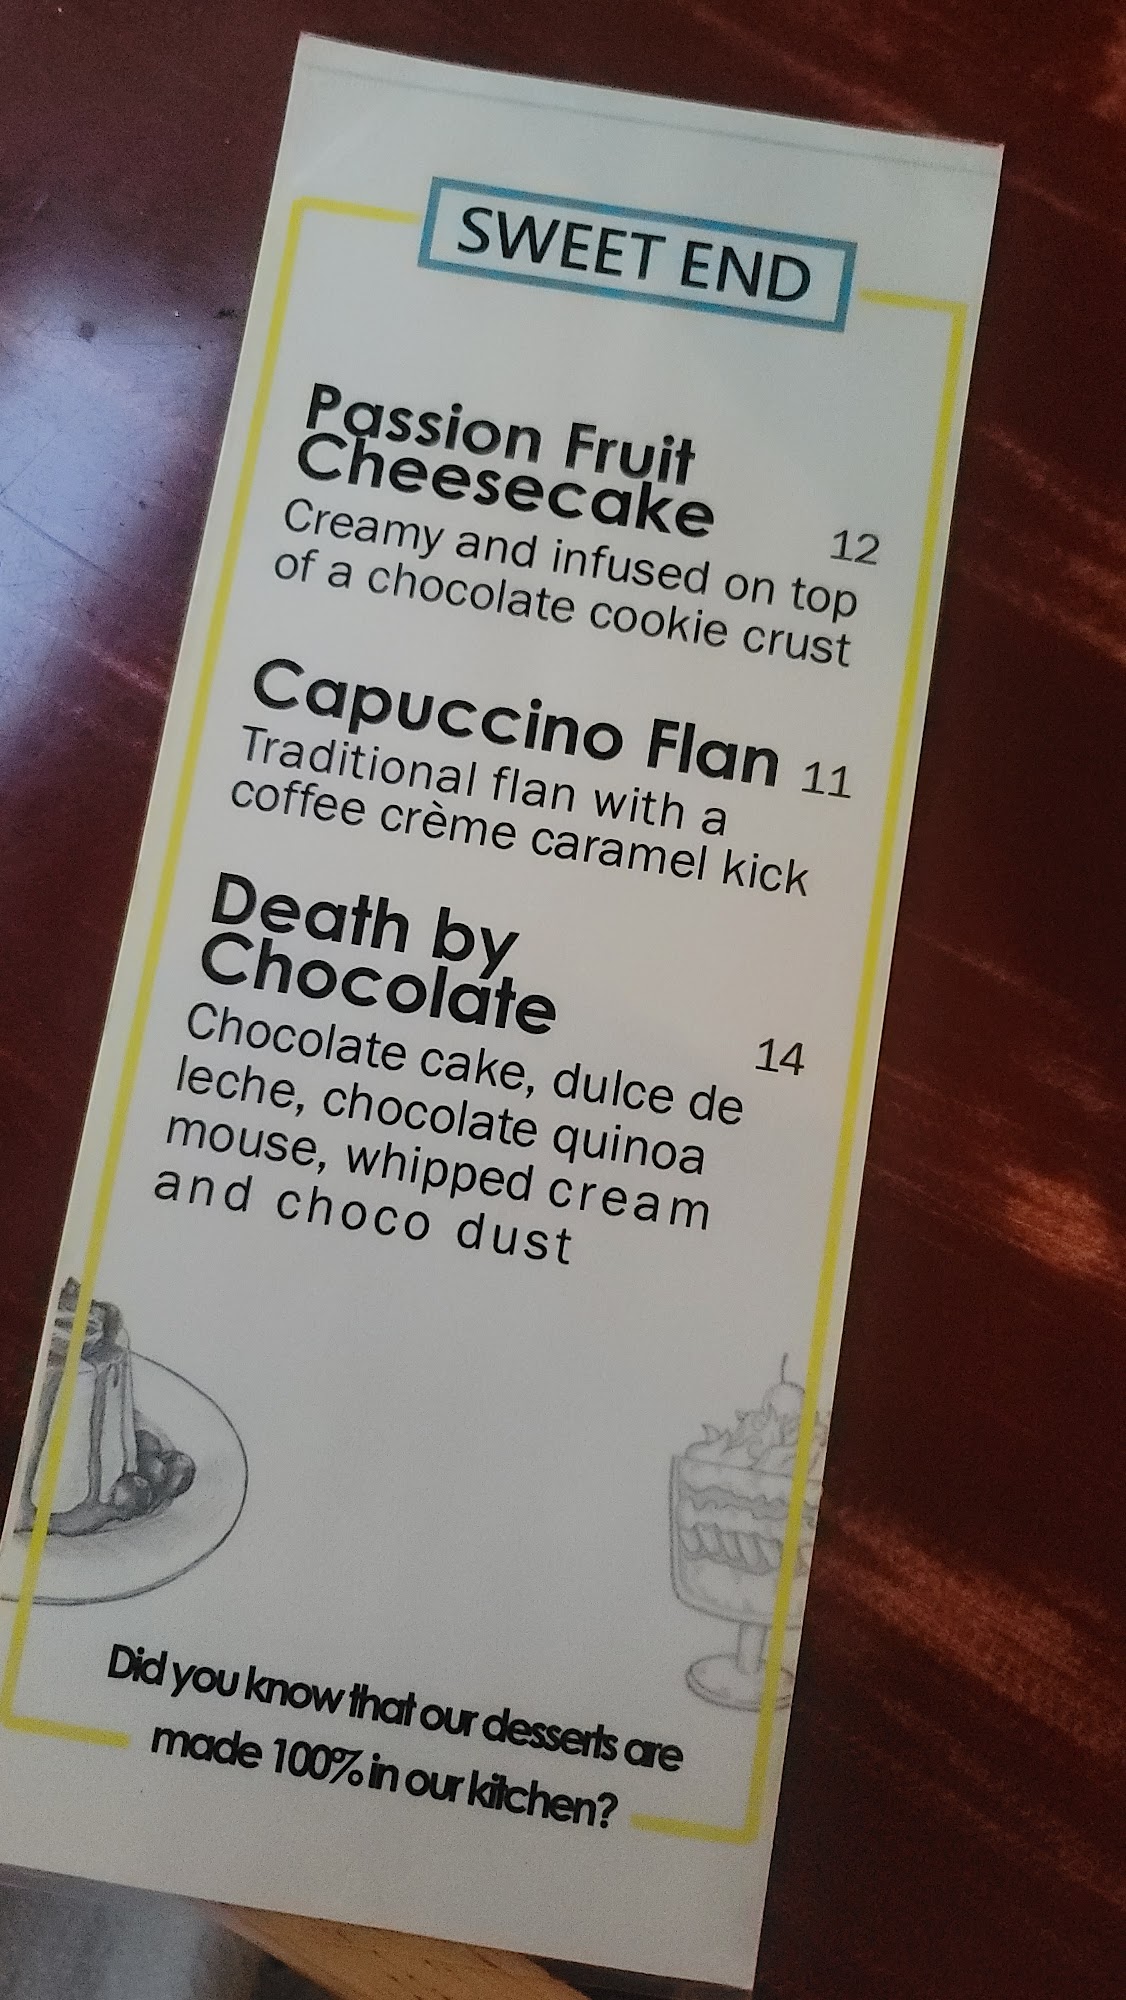 SWEET END
Passion Fruit
Cheesecake 12
Creamy and infused on top
of a chocolate cookie crust
Capuccino Flan 11
Traditional flan with a
coffee crème caramel kick
Death by
Chocolate 14
Chocolate cake, dulce de
leche, chocolate quinoa
mouse, whipped cream
and choco dust
Did you know that our desserts are
made 100% in our kitchen?